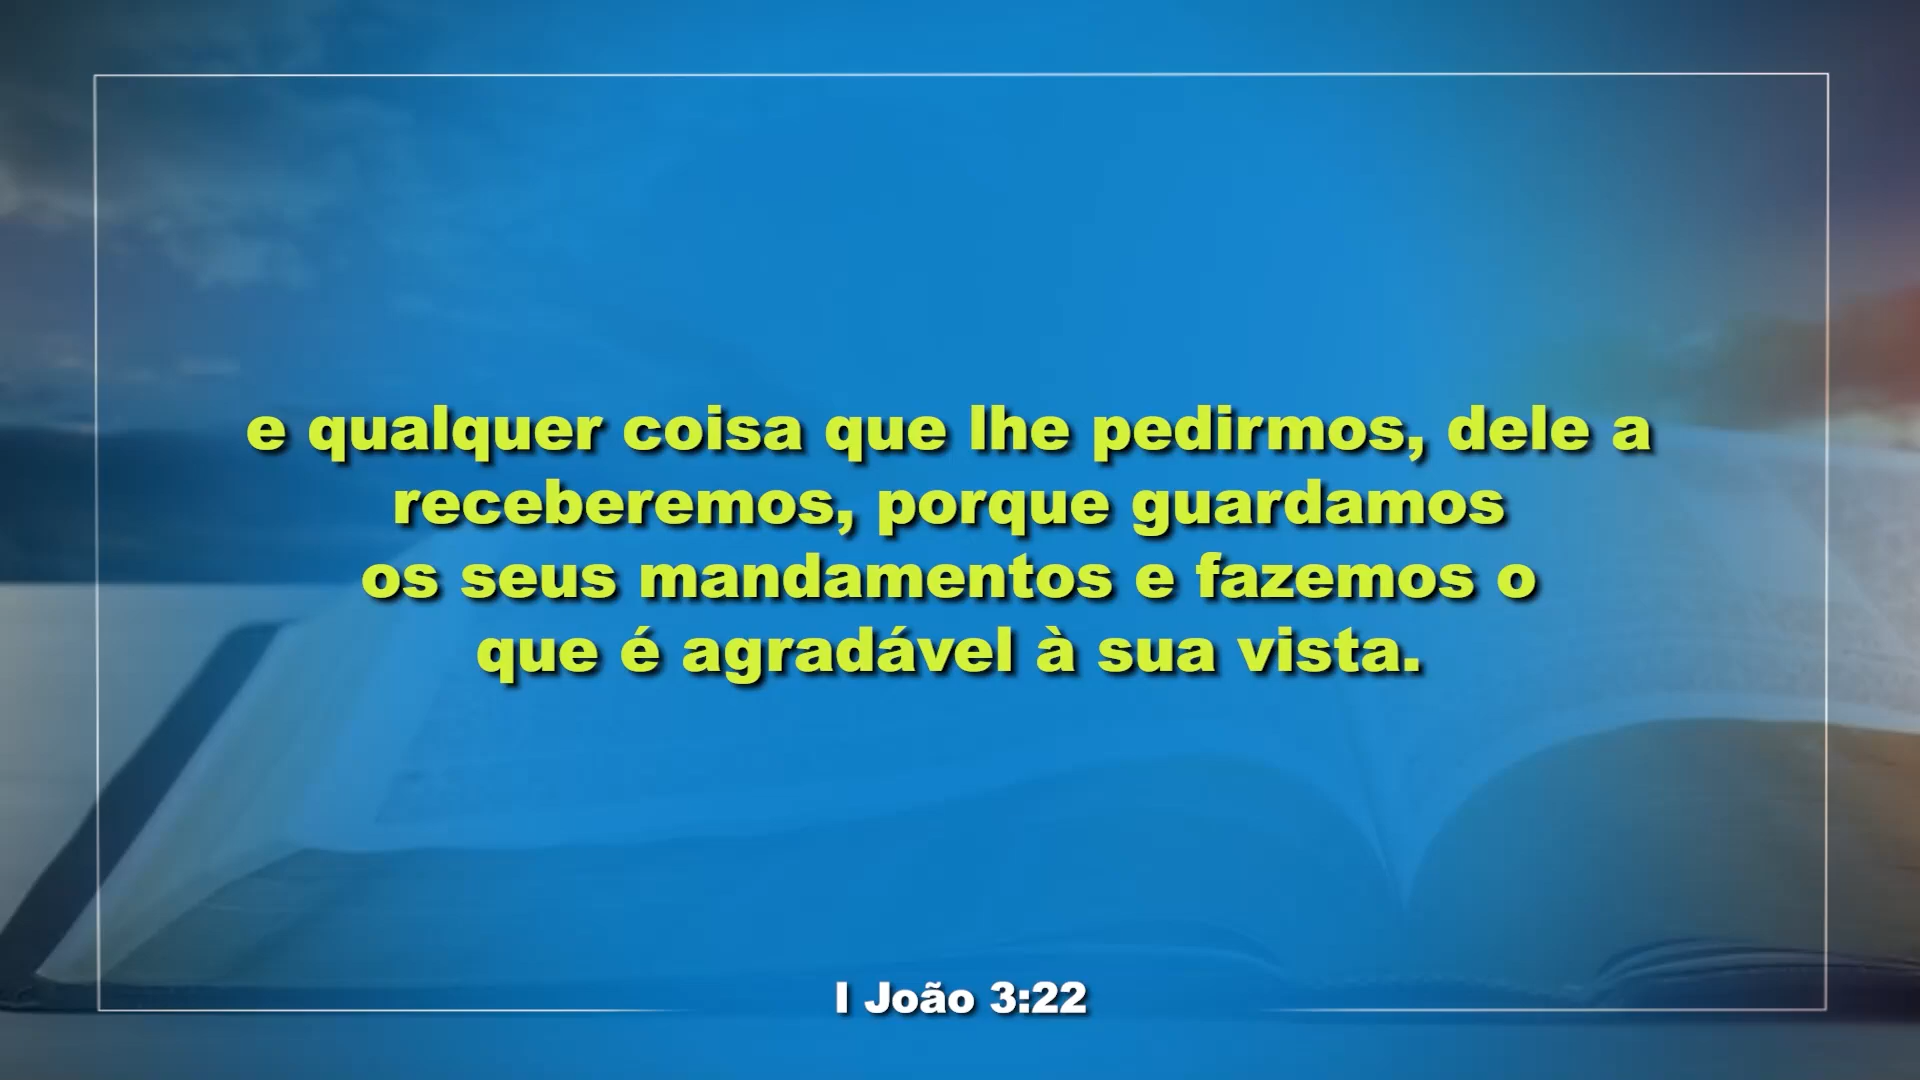 e qualquer coisa que lhe pedirmos, dele a
receberemos, porque guardamos
os seus mandamentos e fazemos o
que é agradável à sua vista.
I João 3:22